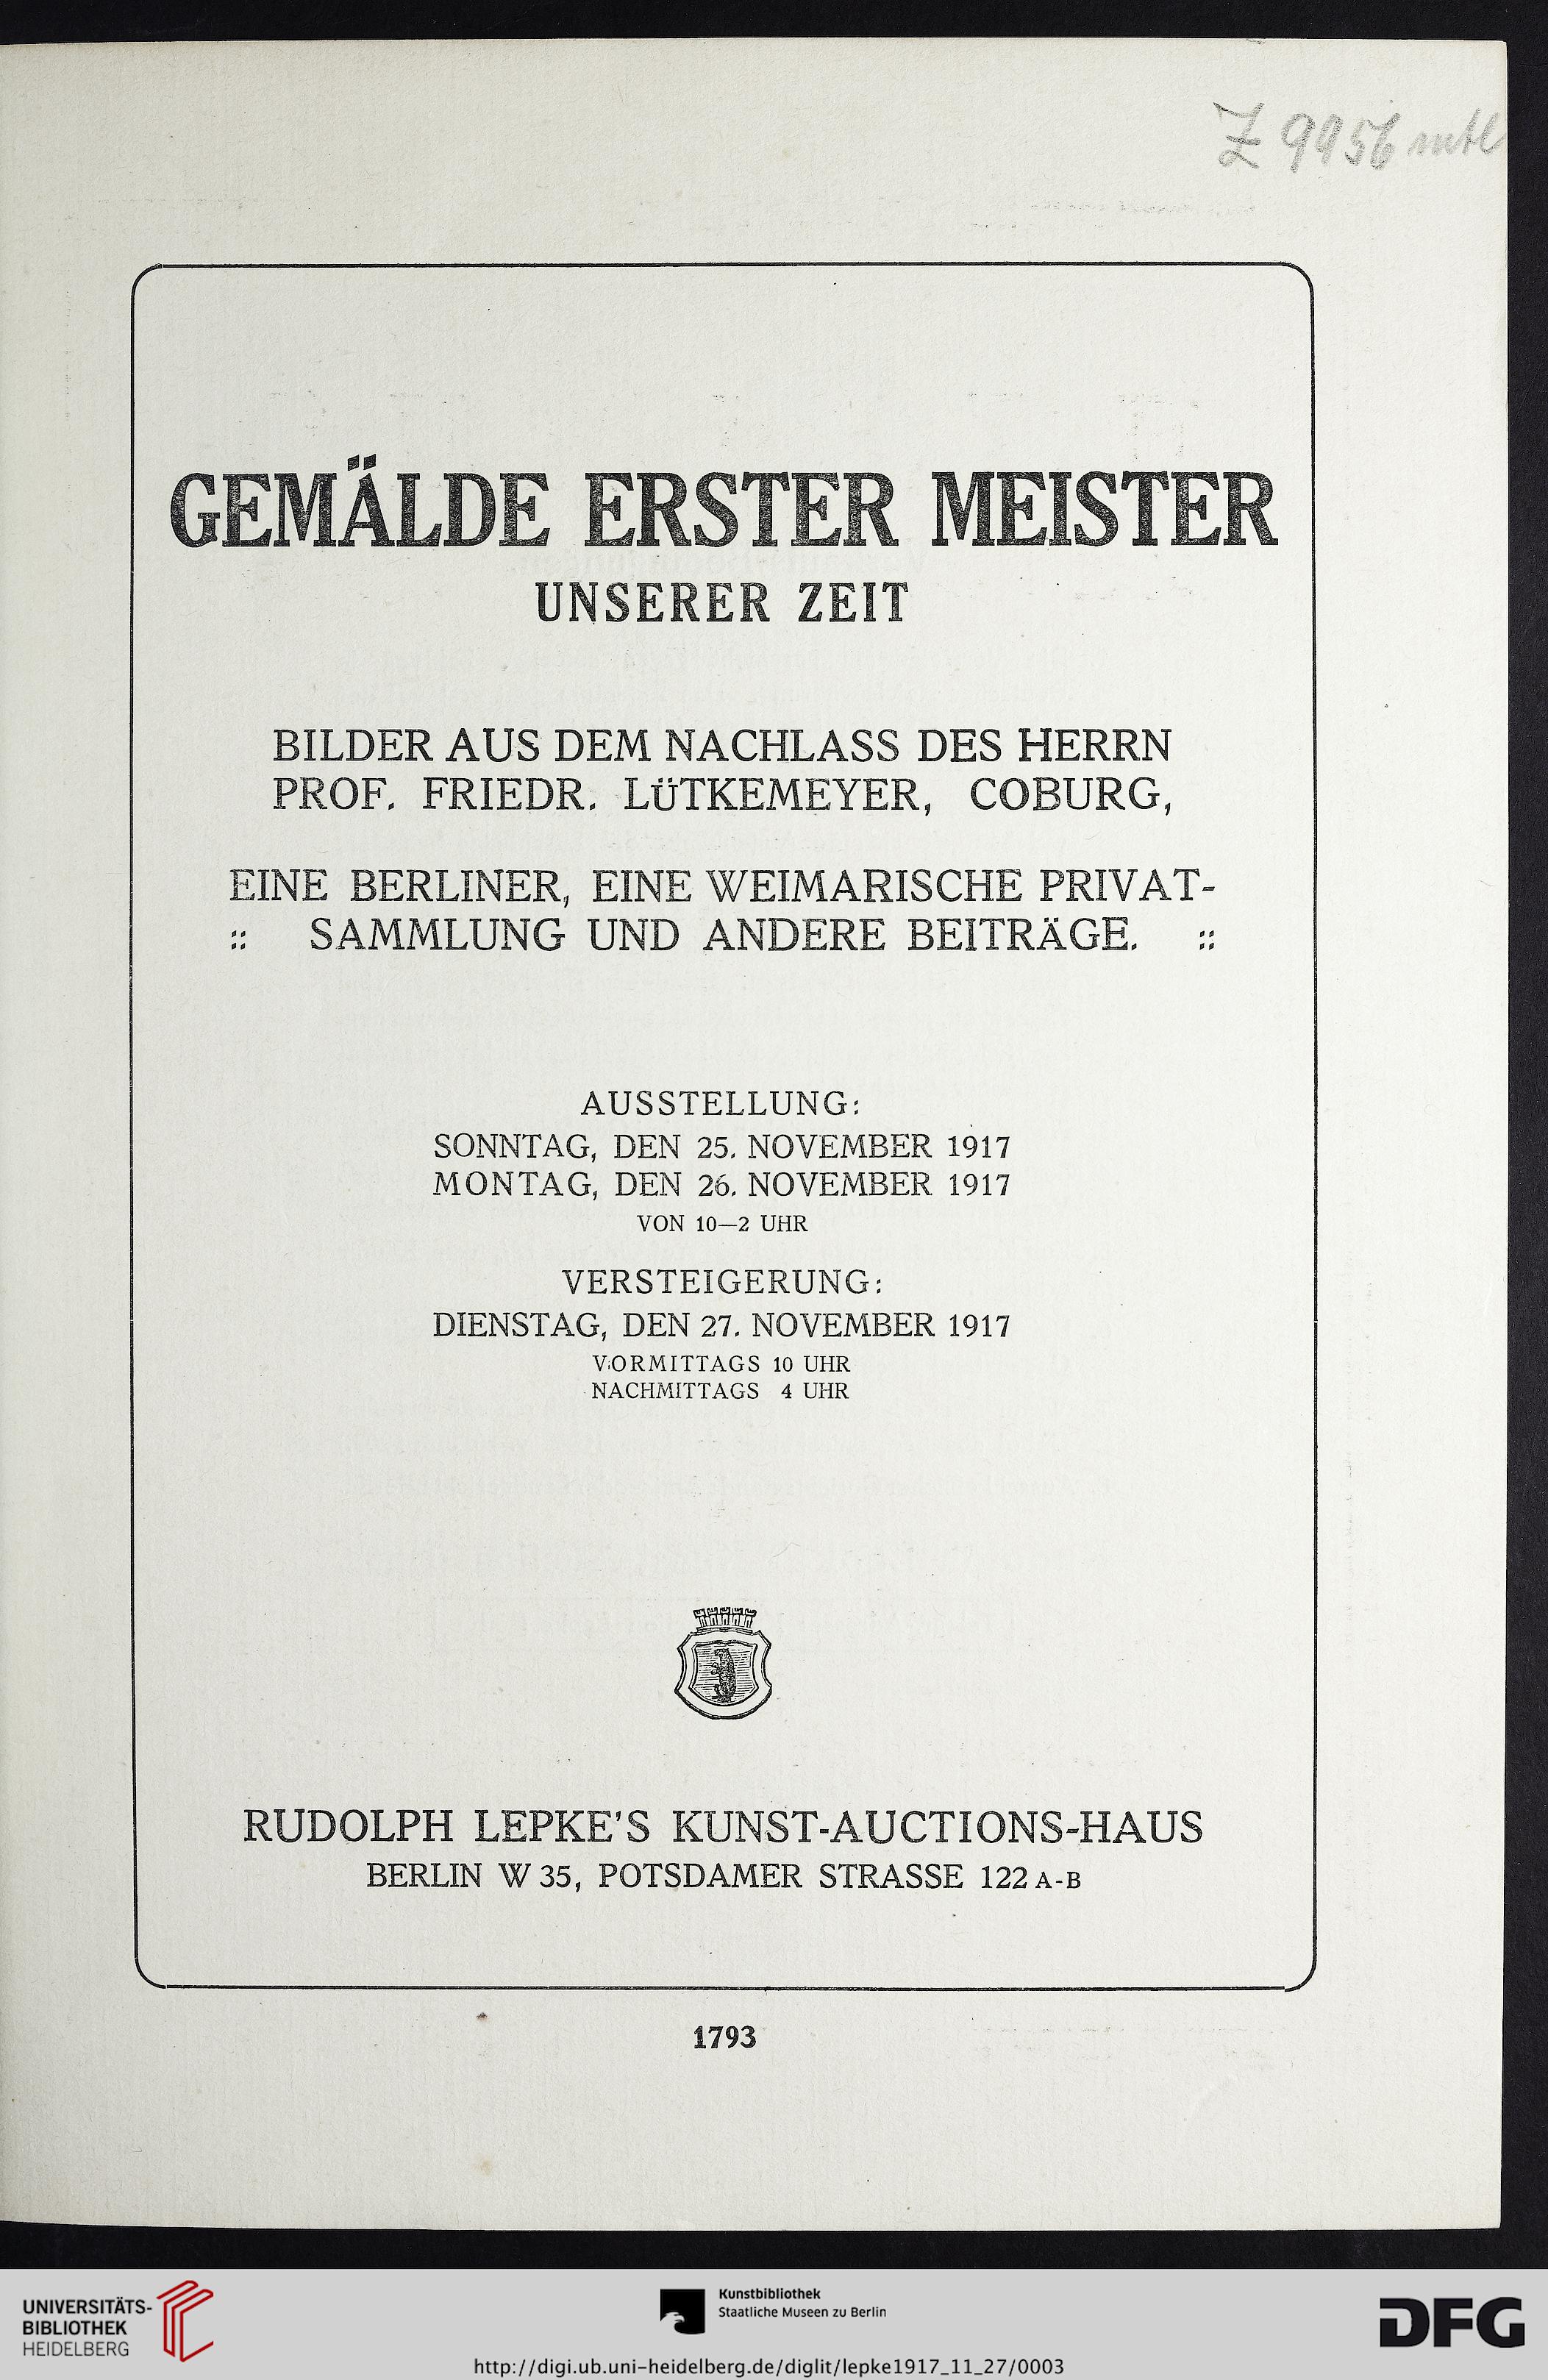 Z 9956 mtl
GEMÄLDE ERSTER MEISTER
UNSERER ZEIT
BILDER AUS DEM NACHLASS DES HERRN
PROF. FRIEDR. LÜTKEMEYER, COBURG,
EINE BERLINER, EINE WEIMARISCHE PRIVAT-
:: SAMMLUNG UND ANDERE BEITRÄGE. ::
AUSSTELLUNG:
SONNTAG, DEN 25. NOVEMBER 1917
MONTAG, DEN 26. NOVEMBER 1917
VON 10—2 UHR
VERSTEIGERUNG:
DIENSTAG, DEN 27. NOVEMBER 1917
VORMITTAGS 10 UHR
NACHMITTAGS 4 UHR
RUDOLPH LEPKE'S KUNST-AUCTIONS-HAUS
BERLIN W 35, POTSDAMER STRASSE 122 A-B
1793
UNIVERSITÄTS-
BIBLIOTHEK
HEIDELBERG
Kunstbibliothek
Staatliche Museen zu Berlin
DFG
http://digi.ub.uni-heidelberg.de/diglit/lepke1917_11_27/0003